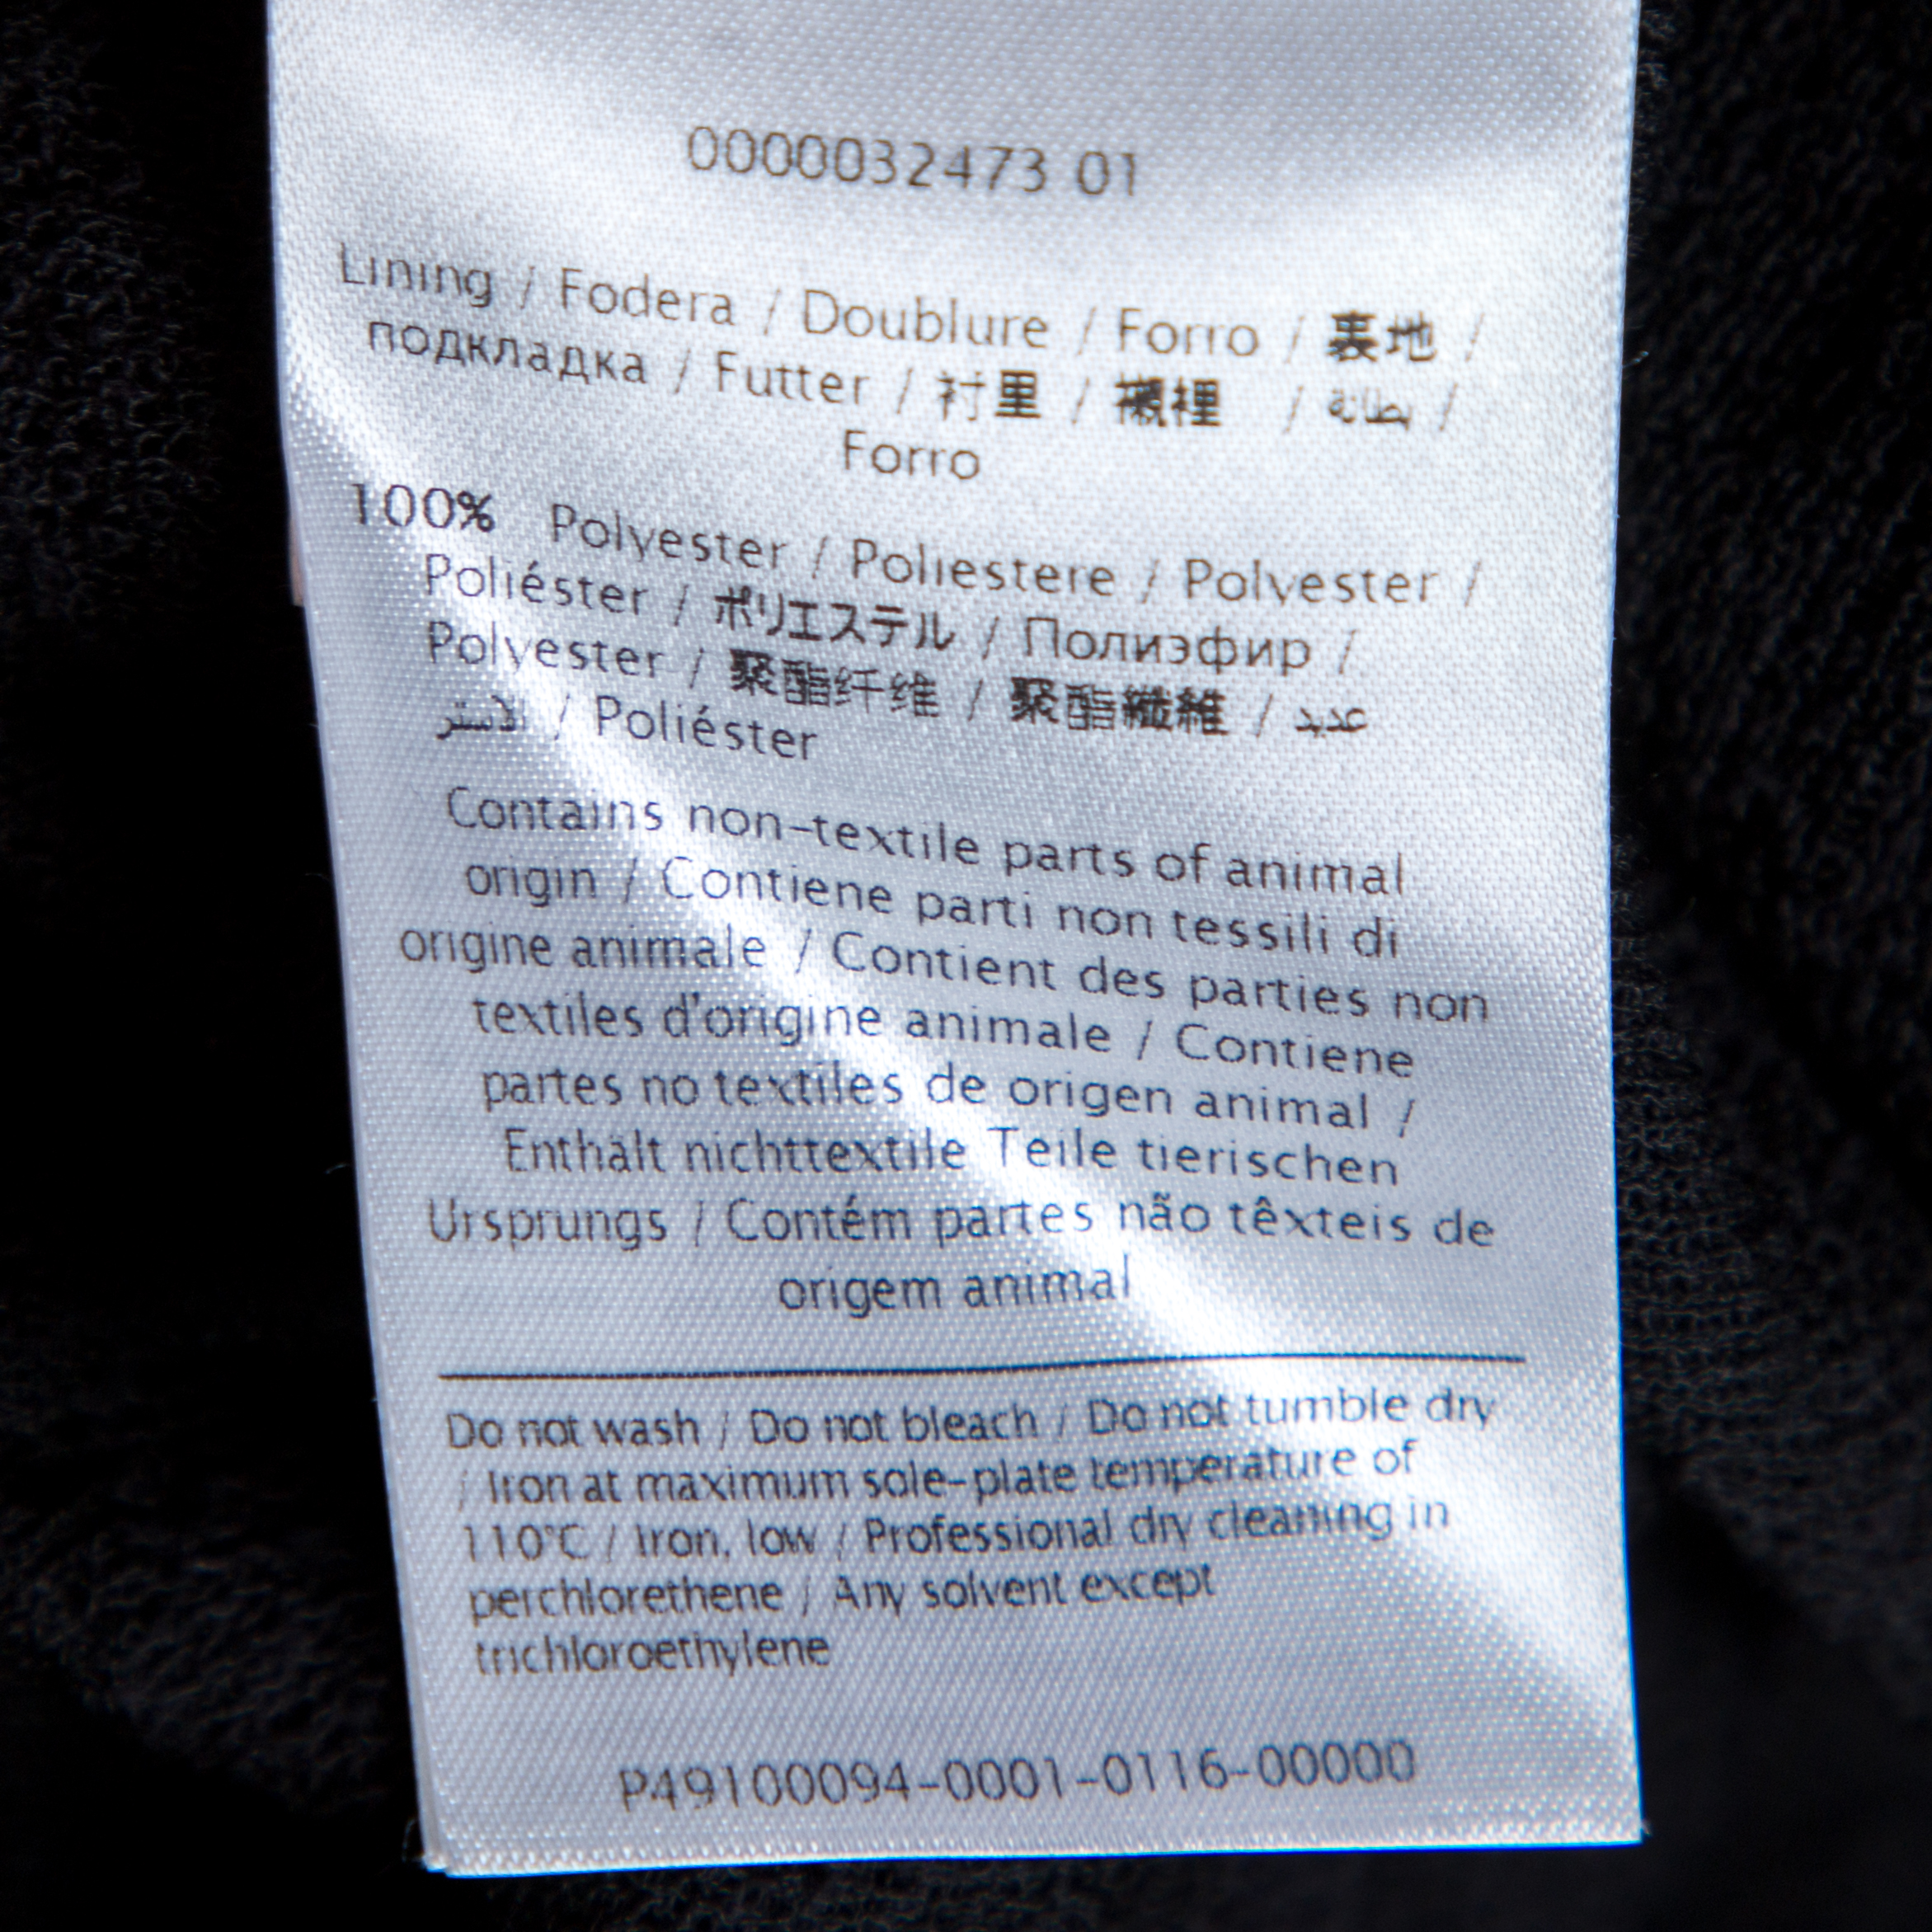 0000032473 01
Lining / Fodera / Doublure / Forro / 裏地 /
подкладка / Futter / 衬里 / 襯裡 / بطانة /
Forro
100% Polyester / Poliestere / Polyester /
Poliéster / ポリエステル / Полиэфир /
Polyester / 聚酯纤维 / 聚酯纖維 / عديد
الاستر / Poliéster
Contains non-textile parts of animal
origin / Contiene parti non tessili di
origine animale / Contient des parties non
textiles d'origine animale / Contiene
partes no textiles de origen animal /
Enthält nichttextile Teile tierischen
Ursprungs / Contém partes não têxteis de
origem animal
Do not wash / Do not bleach / Do not tumble dry
/ Iron at maximum sole-plate temperature of
110°C / Iron, low / Professional dry cleaning in
perchlorethene / Any solvent except
trichloroethylene
P49100094-0001-0116-00000